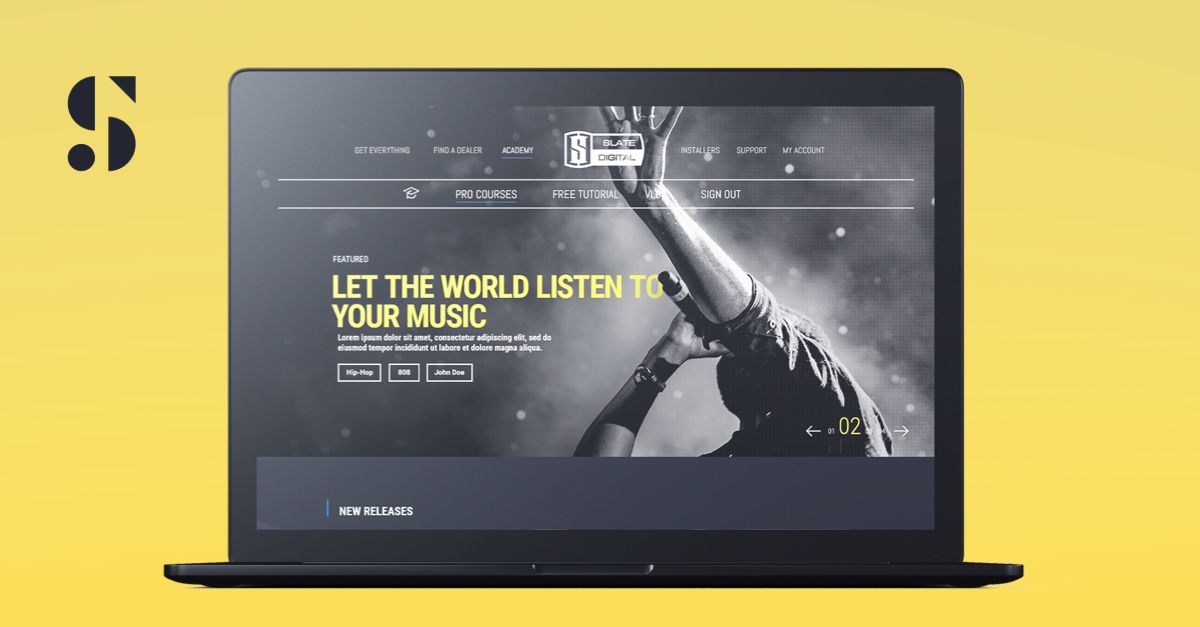 S
GET EVERYTHING FIND A DEALER ACADEMY
S SLATE DIGITAL
INSTALLERS SUPPORT MY ACCOUNT
PRO COURSES FREE TUTORIAL SIGN OUT
FEATURED
LET THE WORLD LISTEN TO
YOUR MUSIC
Lorem ipsum dolor sit amet, consectetur adipiscing elit, sed do
eiusmod tempor incididunt ut labore et dolore magna aliqua.
Hip-Hop 808 John Doe
01 02
NEW RELEASES